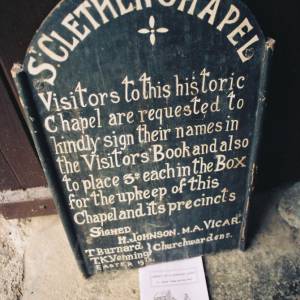 St CLETHER CHAPEL
Visitors to this historic
Chapel are requested to
kindly sign their names in
the Visitors' Book and also
to place 3d each in the Box
for the upkeep of this
Chapel and its precincts
Signed
H. Johnson. M.A. Vicar.
T Burnard
T K Venning Churchwardens.
Easter